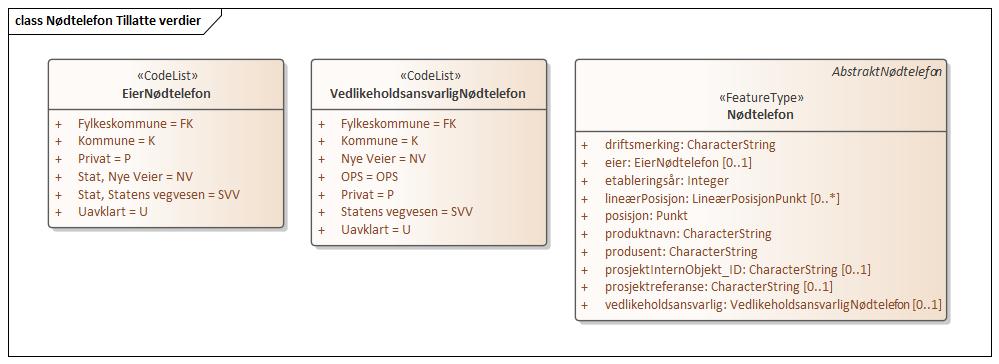 class Nødtelefon Tillatte verdier
«CodeList»
EierNødtelefon
+ Fylkeskommune = FK
+ Kommune = K
+ Privat = P
+ Stat, Nye Veier = NV
+ Stat, Statens vegvesen = SVV
+ Uavklart = U
«CodeList»
VedlikeholdsansvarligNødtelefon
+ Fylkeskommune = FK
+ Kommune = K
+ Nye Veier = NV
+ OPS = OPS
+ Privat = P
+ Statens vegvesen = SVV
+ Uavklart = U
AbstraktNødtelefon
«FeatureType»
Nødtelefon
+ driftsmerking: CharacterString
+ eier: EierNødtelefon [0..1]
+ etableringsår: Integer
+ lineærPosisjon: LineærPosisjonPunkt [0..*]
+ posisjon: Punkt
+ produktnavn: CharacterString
+ produsent: CharacterString
+ prosjektInternObjekt_ID: CharacterString [0..1]
+ prosjektreferanse: CharacterString [0..1]
+ vedlikeholdsansvarlig: VedlikeholdsansvarligNødtelefon [0..1]